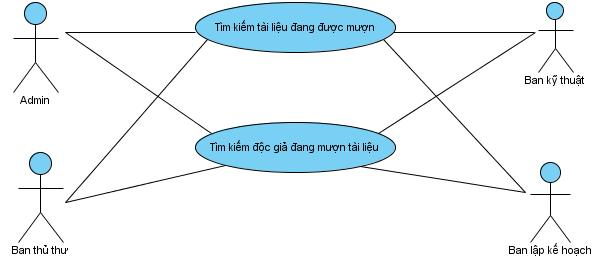 Tìm kiếm tài liệu đang được mượn
Admin
Ban kỹ thuật
Tìm kiếm độc giả đang mượn tài liệu
Ban thủ thư
Ban lập kế hoạch